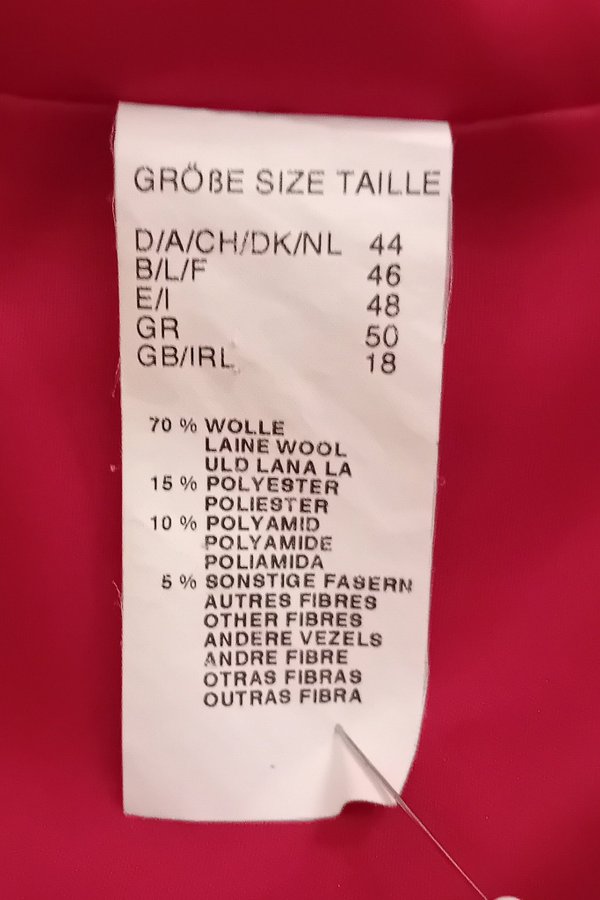 GRÖßE SIZE TAILLE
D/A/CH/DK/NL 44
B/L/F 46
E/I 48
GR 50
GB/IRL 18
70 % WOLLE
LAINE WOOL
ULD LANA LA
15 % POLYESTER
POLIESTER
10 % POLYAMID
POLYAMIDE
POLIAMIDA
5 % SONSTIGE FASERN
AUTRES FIBRES
OTHER FIBRES
ANDERE VEZELS
ANDRE FIBRE
OTRAS FIBRAS
OUTRAS FIBRA